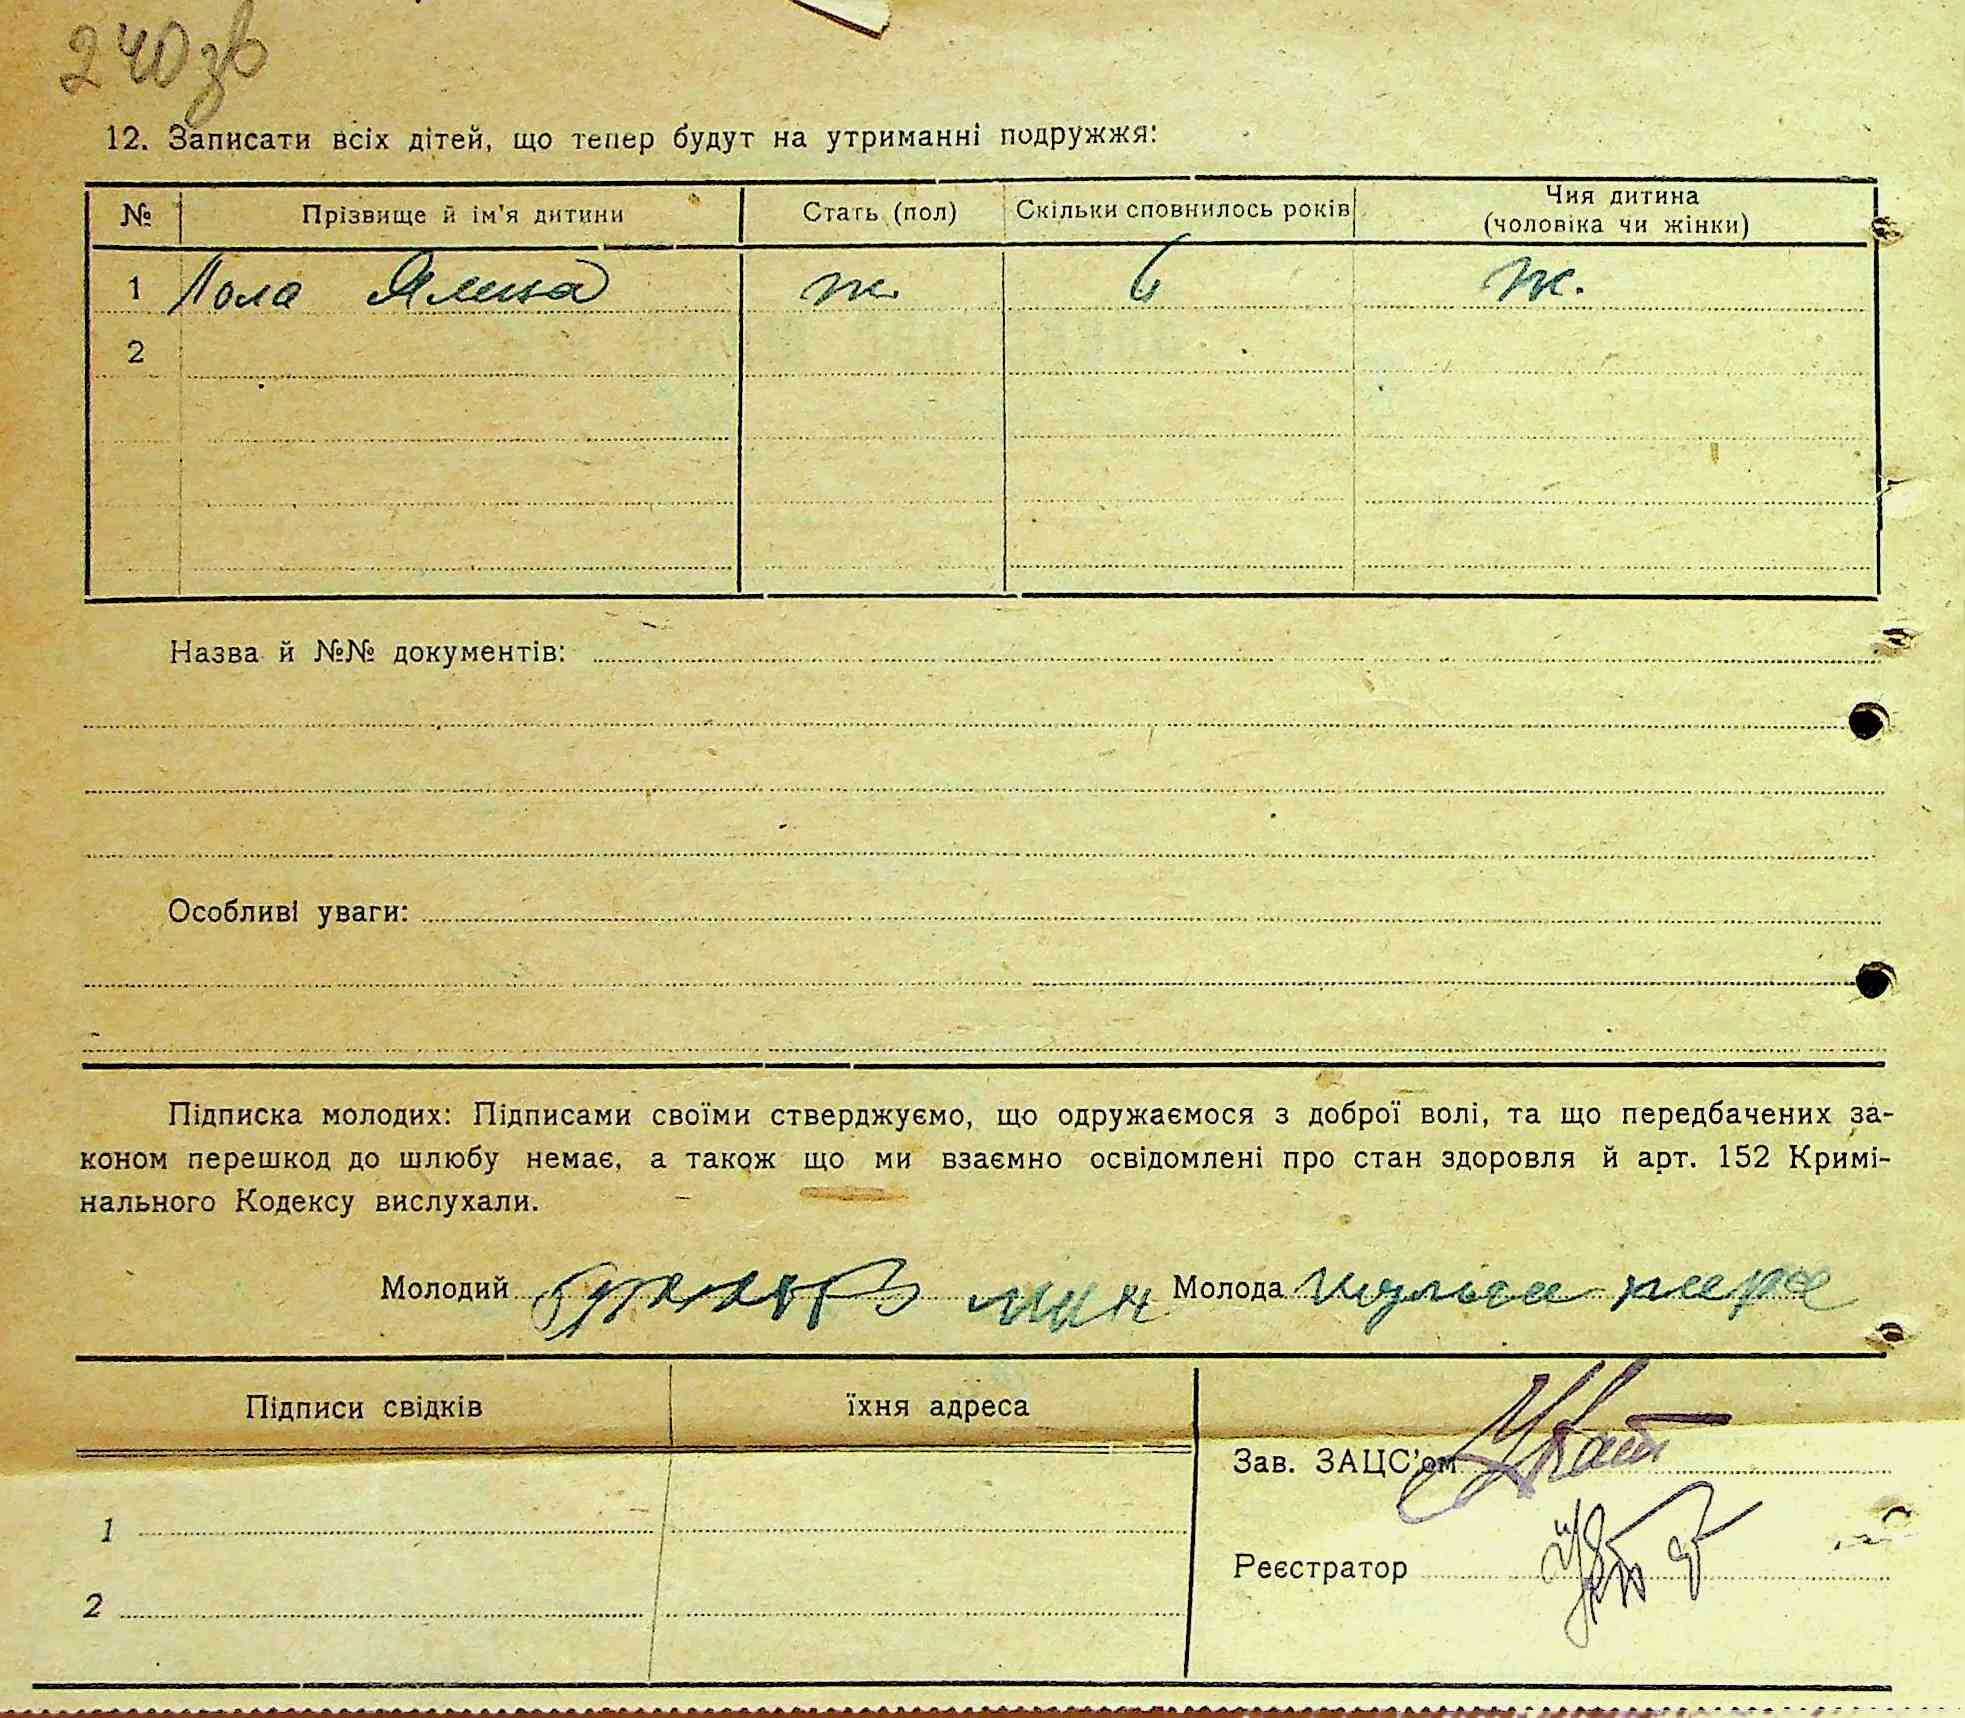 240 зв
12. Записати всіх дітей, що тепер будут на утриманні подружжя:
№ Прізвище й ім'я дитини Стать (пол) Скільки сповнилось років Чия дитина (чоловіка чи жінки)
1 Лола Ялина ж. 6 ж.
2
Назва й №№ документів:
Особливі уваги:
Підписка молодих: Підписами своїми стверджуємо, що одружаємося з доброї волі, та що передбачених за-
коном перешкод до шлюбу немає, а також що ми взаємно освідомлені про стан здоровля й арт. 152 Кримі-
нального Кодексу вислухали.
Молодий Молода
Підписи свідків їхня адреса
Зав. ЗАЦС'ом
1
Реєстратор
2